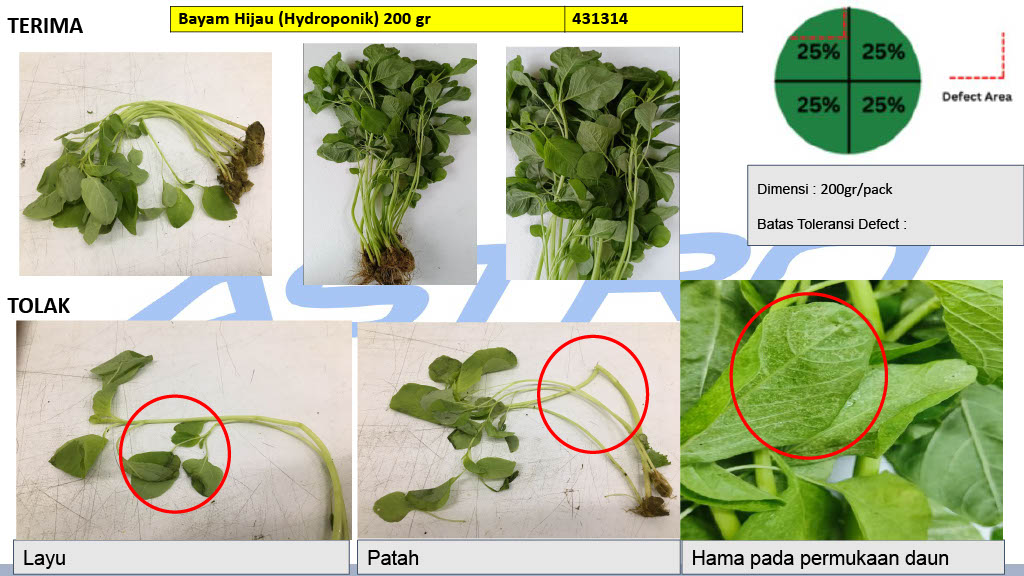 TERIMA
Bayam Hijau (Hydroponik) 200 gr 431314
25% 25%
25% 25%
Defect Area
Dimensi : 200gr/pack
Batas Toleransi Defect :
ASTRO
TOLAK
Layu
Patah
Hama pada permukaan daun